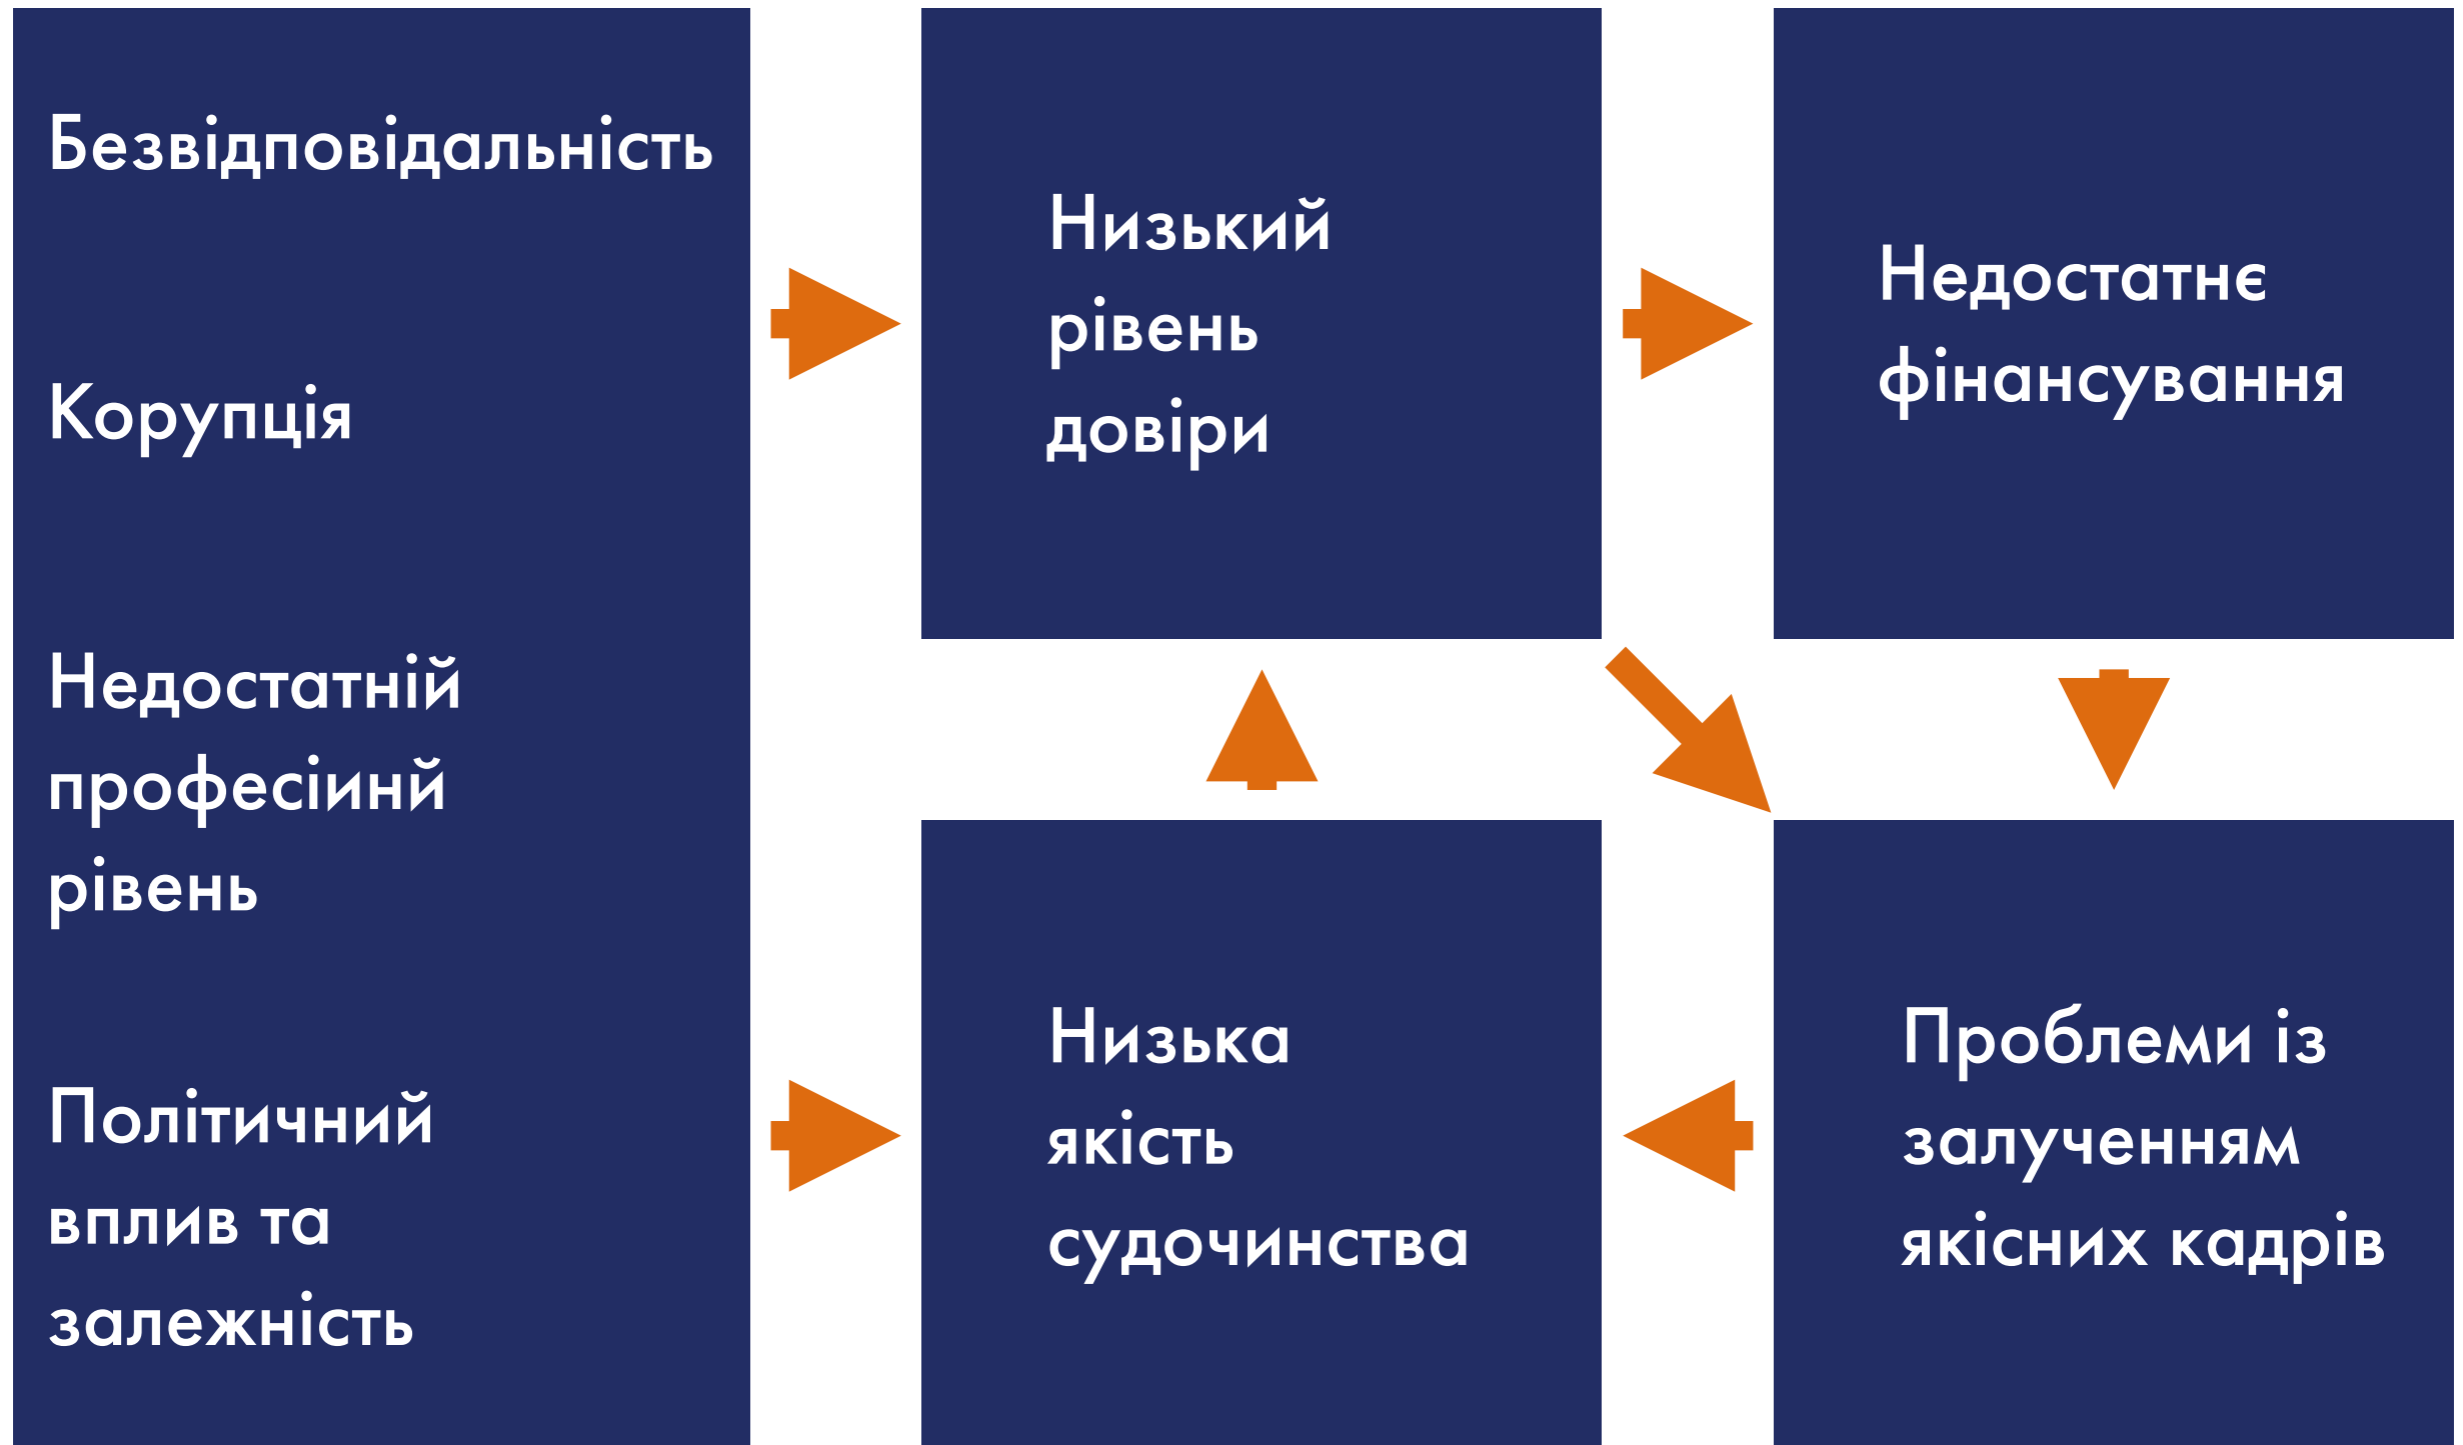 Безвідповідальність
Корупція
Недостатній
професіинй
рівень
Політичний
вплив та
залежність
Низький
рівень
довіри
Недостатнє
фінансування
Низька
якість
судочинства
Проблеми із
залученням
якісних кадрів